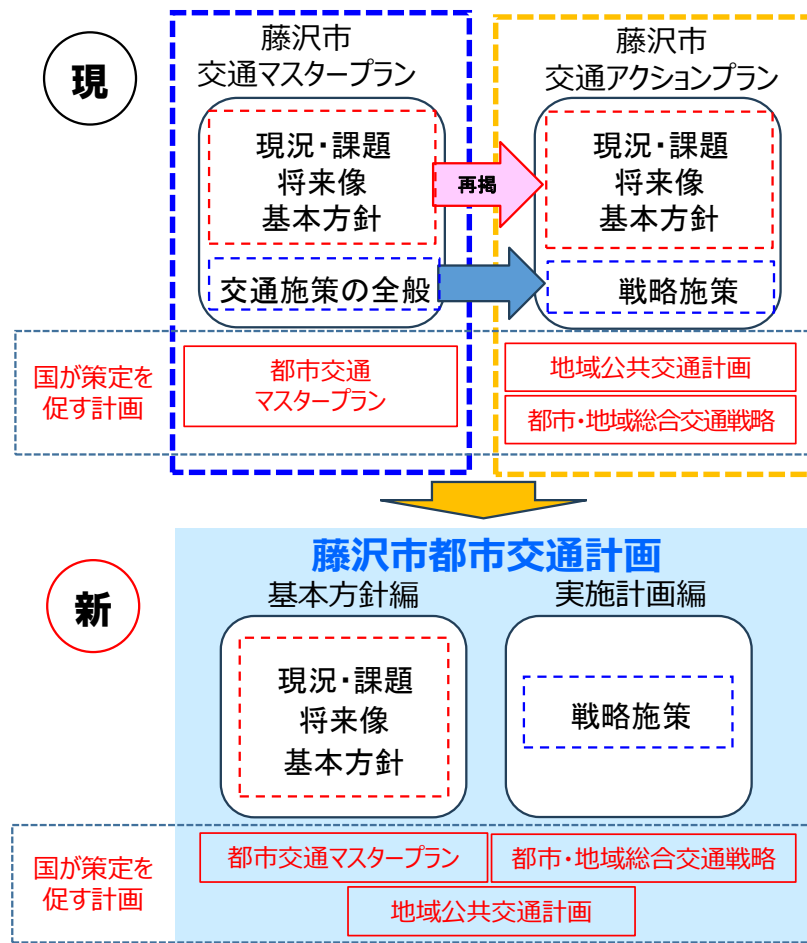 現
藤沢市
交通マスタープラン
現況・課題
将来像
基本方針
交通施策の全般
再掲
藤沢市
交通アクションプラン
現況・課題
将来像
基本方針
戦略施策
国が策定を
促す計画
都市交通
マスタープラン
地域公共交通計画
都市・地域総合交通戦略
新
藤沢市都市交通計画
基本方針編
現況・課題
将来像
基本方針
実施計画編
戦略施策
国が策定を
促す計画
都市交通マスタープラン
都市・地域総合交通戦略
地域公共交通計画